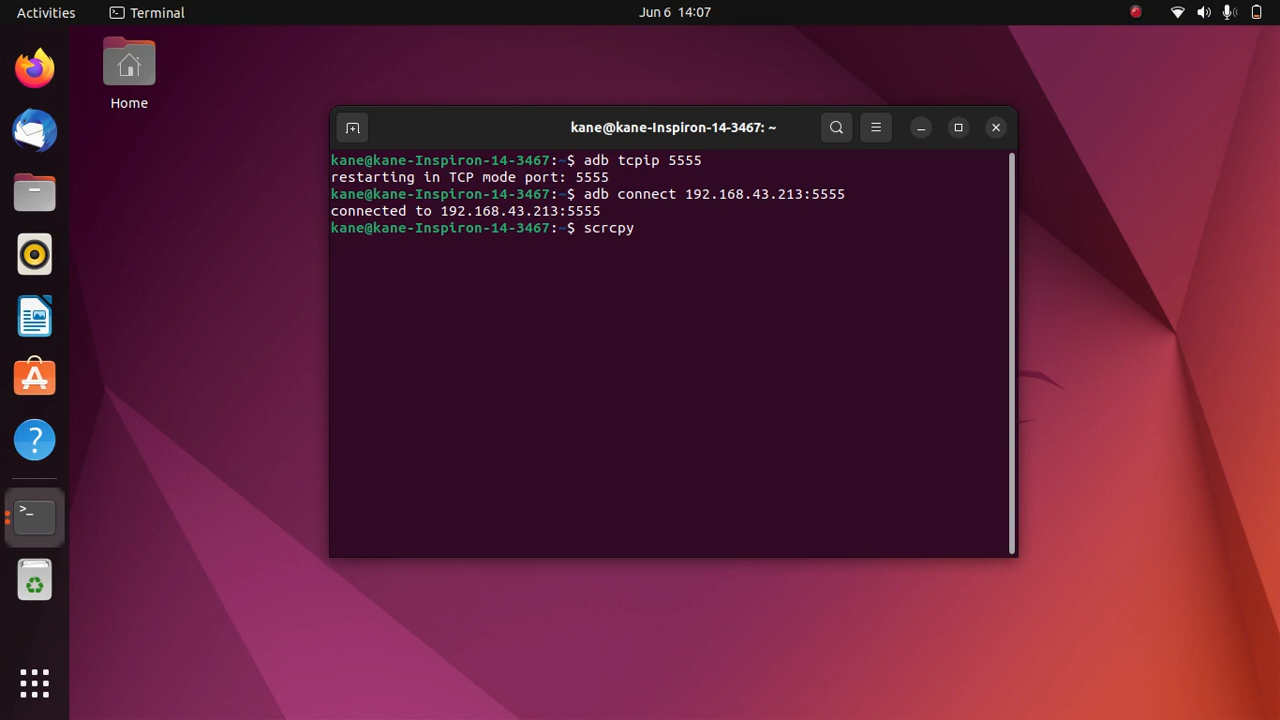 Activities
Terminal
Jun 6 14:07
Home
kane@kane-Inspiron-14-3467: ~
kane@kane-Inspiron-14-3467:~$ adb tcpip 5555
restarting in TCP mode port: 5555
kane@kane-Inspiron-14-3467:~$ adb connect 192.168.43.213:5555
connected to 192.168.43.213:5555
kane@kane-Inspiron-14-3467:~$ scrcpy